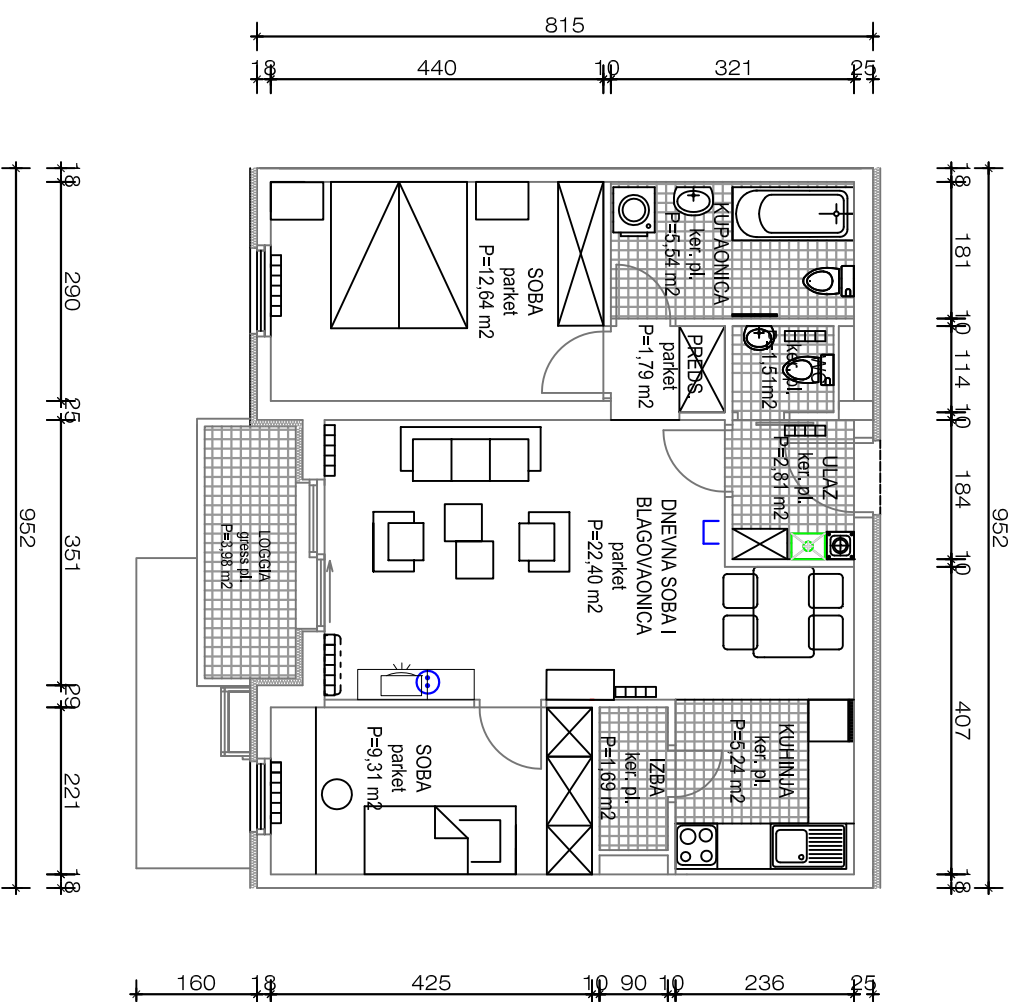 815
18 440 10 321 25
18
290
25
351
29
221
18
952
18
181
10
114
10
184
10
407
18
952
SOBA
parket
P=12,64 m2
KUPAONICA
ker. pl.
P=5,54 m2
PREDS.
parket
P=1,79 m2
WC
ker. pl.
P=1,51m2
ULAZ
ker. pl.
P=2,81 m2
DNEVNA SOBA I
BLAGOVAONICA
parket
P=22,40 m2
LOGGIA
gress pl.
P=3,98 m2
SOBA
parket
P=9,31 m2
IZBA
ker. pl.
P=1,69 m2
KUHINJA
ker. pl.
P=5,24 m2
160 18 425 10 90 10 236 25